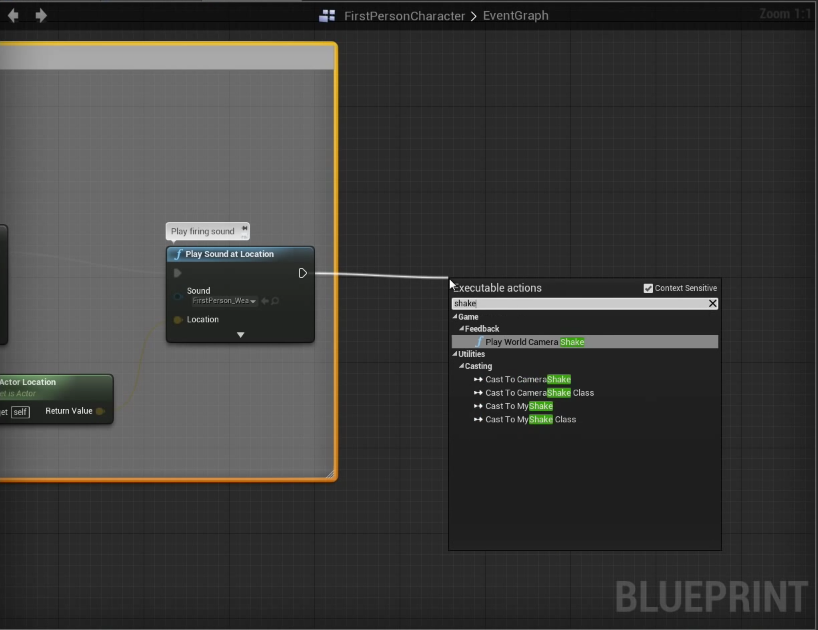 FirstPersonCharacter > EventGraph
Zoom 1:1
Play firing sound
f Play Sound at Location
Sound
FirstPerson_Wea
Location
Actor Location
et is Actor
et self
Return Value
Executable actions
Context Sensitive
shake
Game
Feedback
f Play World Camera Shake
Utilities
Casting
Cast To CameraShake
Cast To CameraShake Class
Cast To MyShake
Cast To MyShake Class
BLUEPRINT